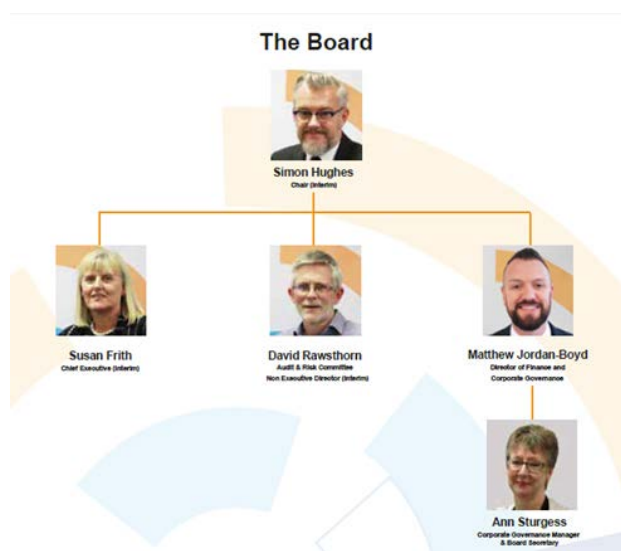 The Board
Simon Hughes
Chair (Interim)
Susan Frith
Chief Executive (Interim)
David Rawsthorn
Audit & Risk Committee
Non Executive Director (Interim)
Matthew Jordan-Boyd
Director of Finance and
Corporate Governance
Ann Sturgess
Corporate Governance Manager
& Board Secretary